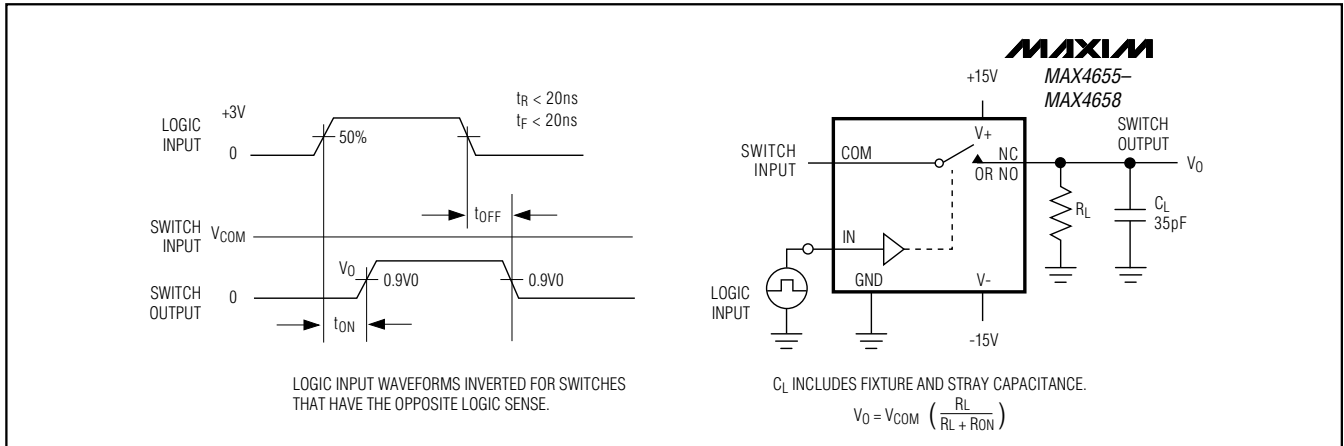 +3V
LOGIC
INPUT
0
50%
tR < 20ns
tF < 20ns
tOFF
SWITCH
INPUT
VCOM
VO
0.9V0
0.9V0
SWITCH
OUTPUT
0
tON
LOGIC INPUT WAVEFORMS INVERTED FOR SWITCHES
THAT HAVE THE OPPOSITE LOGIC SENSE.
MAXIM
MAX4655–
MAX4658
+15V
V+
SWITCH
INPUT
COM
NC
OR NO
SWITCH
OUTPUT
VO
RL
CL
35pF
IN
LOGIC
INPUT
GND
V-
-15V
CL INCLUDES FIXTURE AND STRAY CAPACITANCE.
VO = VCOM ( RL / RL + RON )